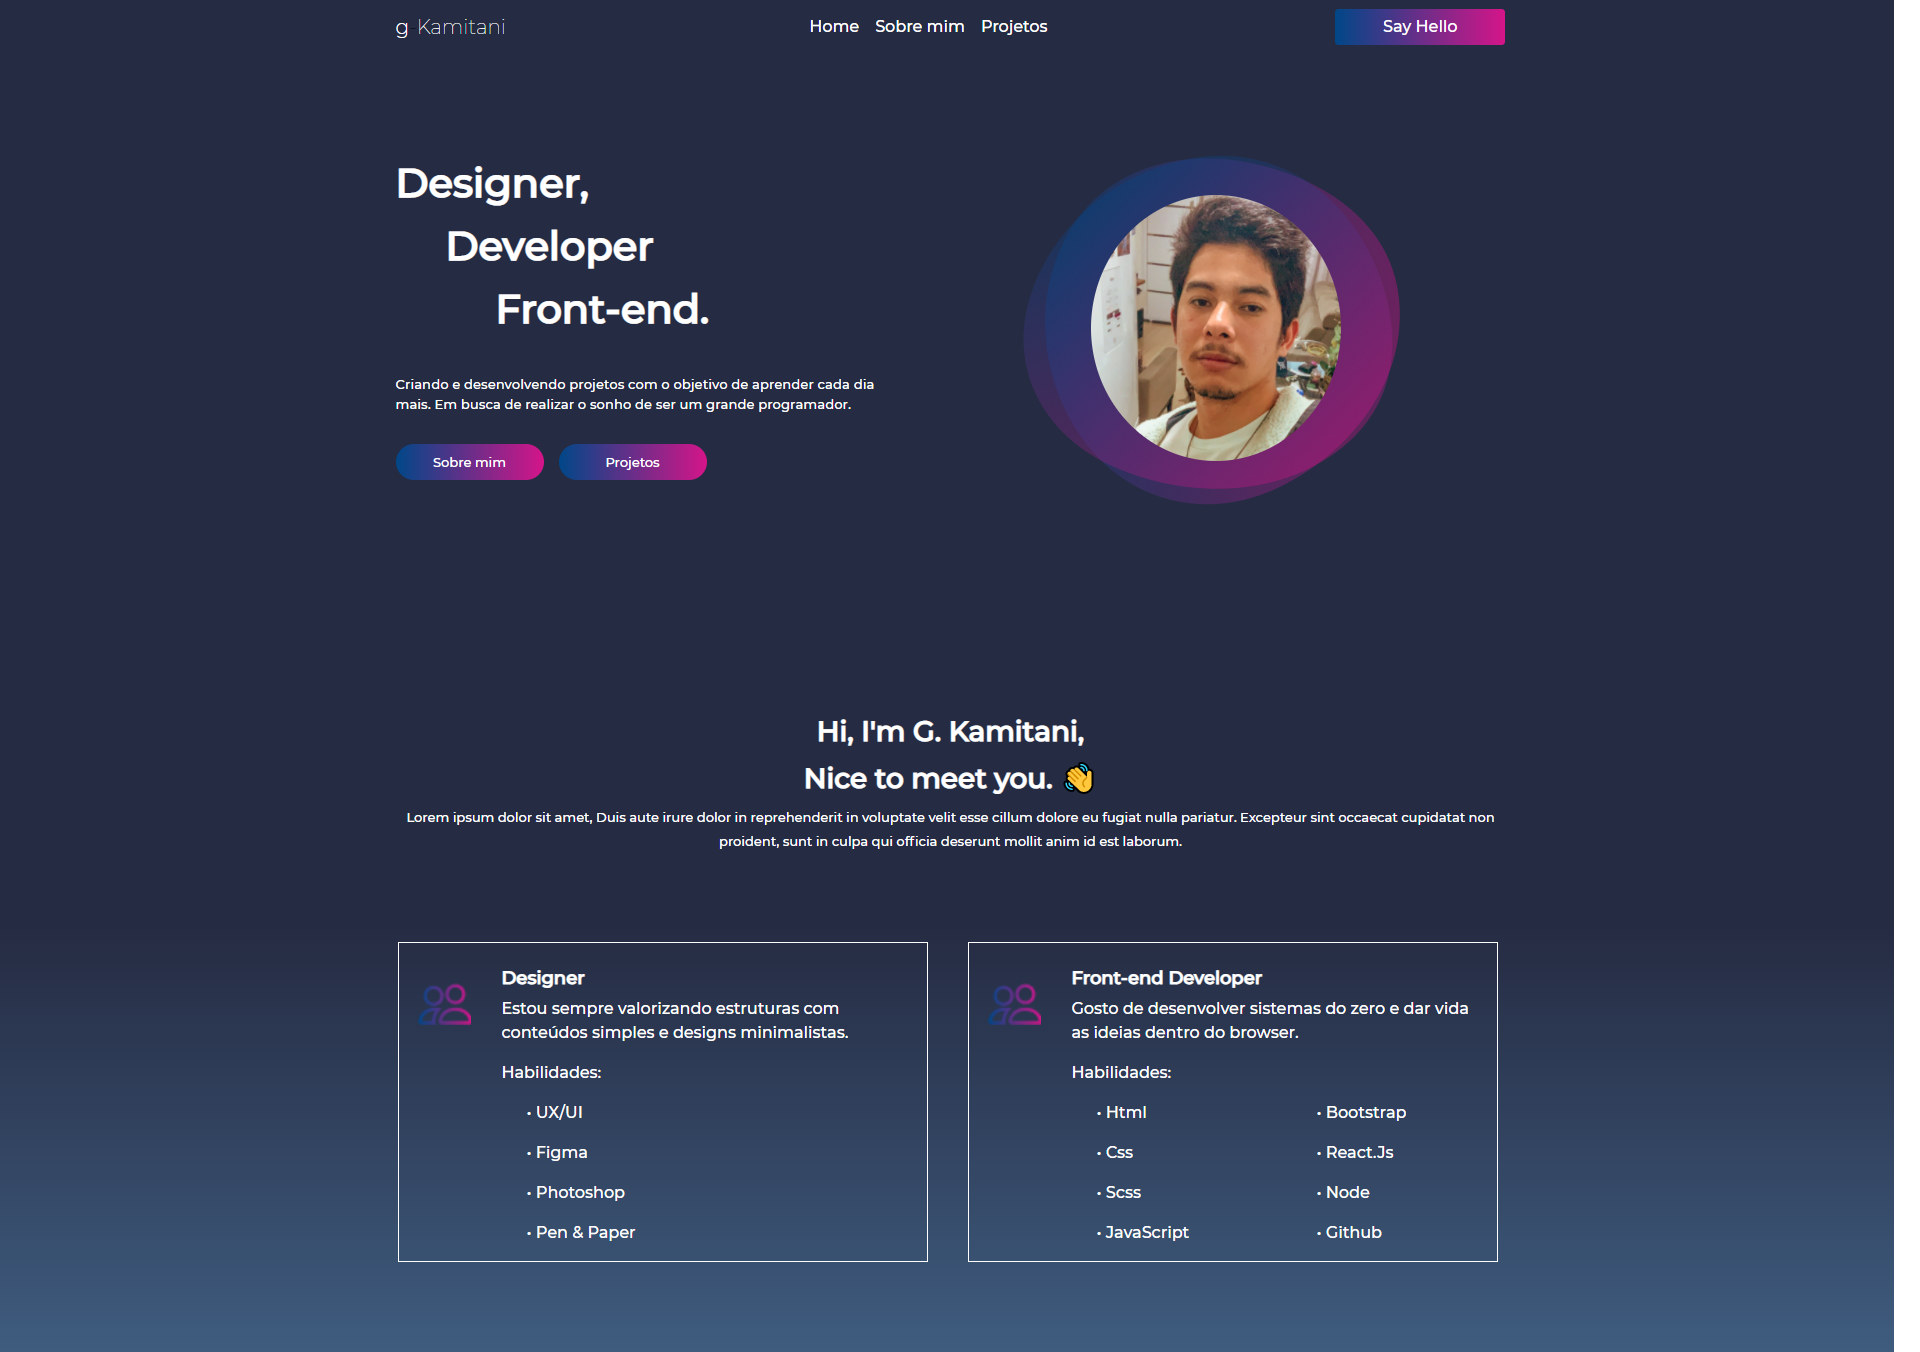 g-Kamitani
Home Sobre mim Projetos
Say Hello
Designer,
Developer
Front-end.
Criando e desenvolvendo projetos com o objetivo de aprender cada dia
mais. Em busca de realizar o sonho de ser um grande programador.
Sobre mim Projetos
Hi, I'm G. Kamitani,
Nice to meet you. 👋
Lorem ipsum dolor sit amet, Duis aute irure dolor in reprehenderit in voluptate velit esse cillum dolore eu fugiat nulla pariatur. Excepteur sint occaecat cupidatat non
proident, sunt in culpa qui officia deserunt mollit anim id est laborum.
Designer
Estou sempre valorizando estruturas com
conteúdos simples e designs minimalistas.
Habilidades:
• UX/UI
• Figma
• Photoshop
• Pen & Paper
Front-end Developer
Gosto de desenvolver sistemas do zero e dar vida
as ideias dentro do browser.
Habilidades:
• Html
• Css
• Scss
• JavaScript
• Bootstrap
• React.Js
• Node
• Github